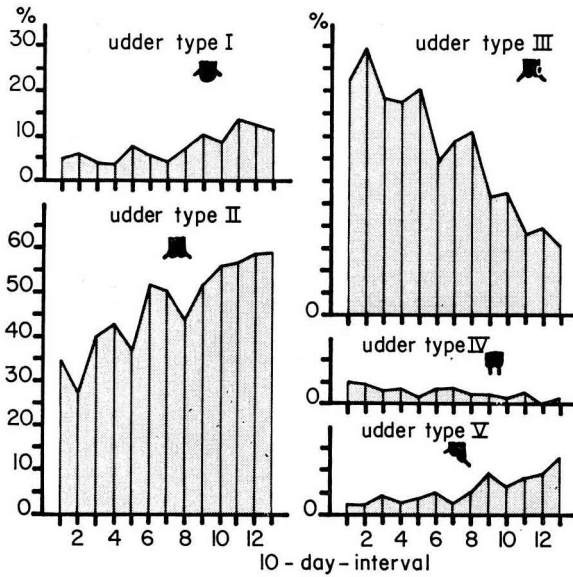 %
udder type I
30
20
10
0
udder type II
60
50
40
30
20
10
0
2 4 6 8 10 12
%
udder type III
0
udder type IV
0
udder type V
0
2 4 6 8 10 12
10-day-interval